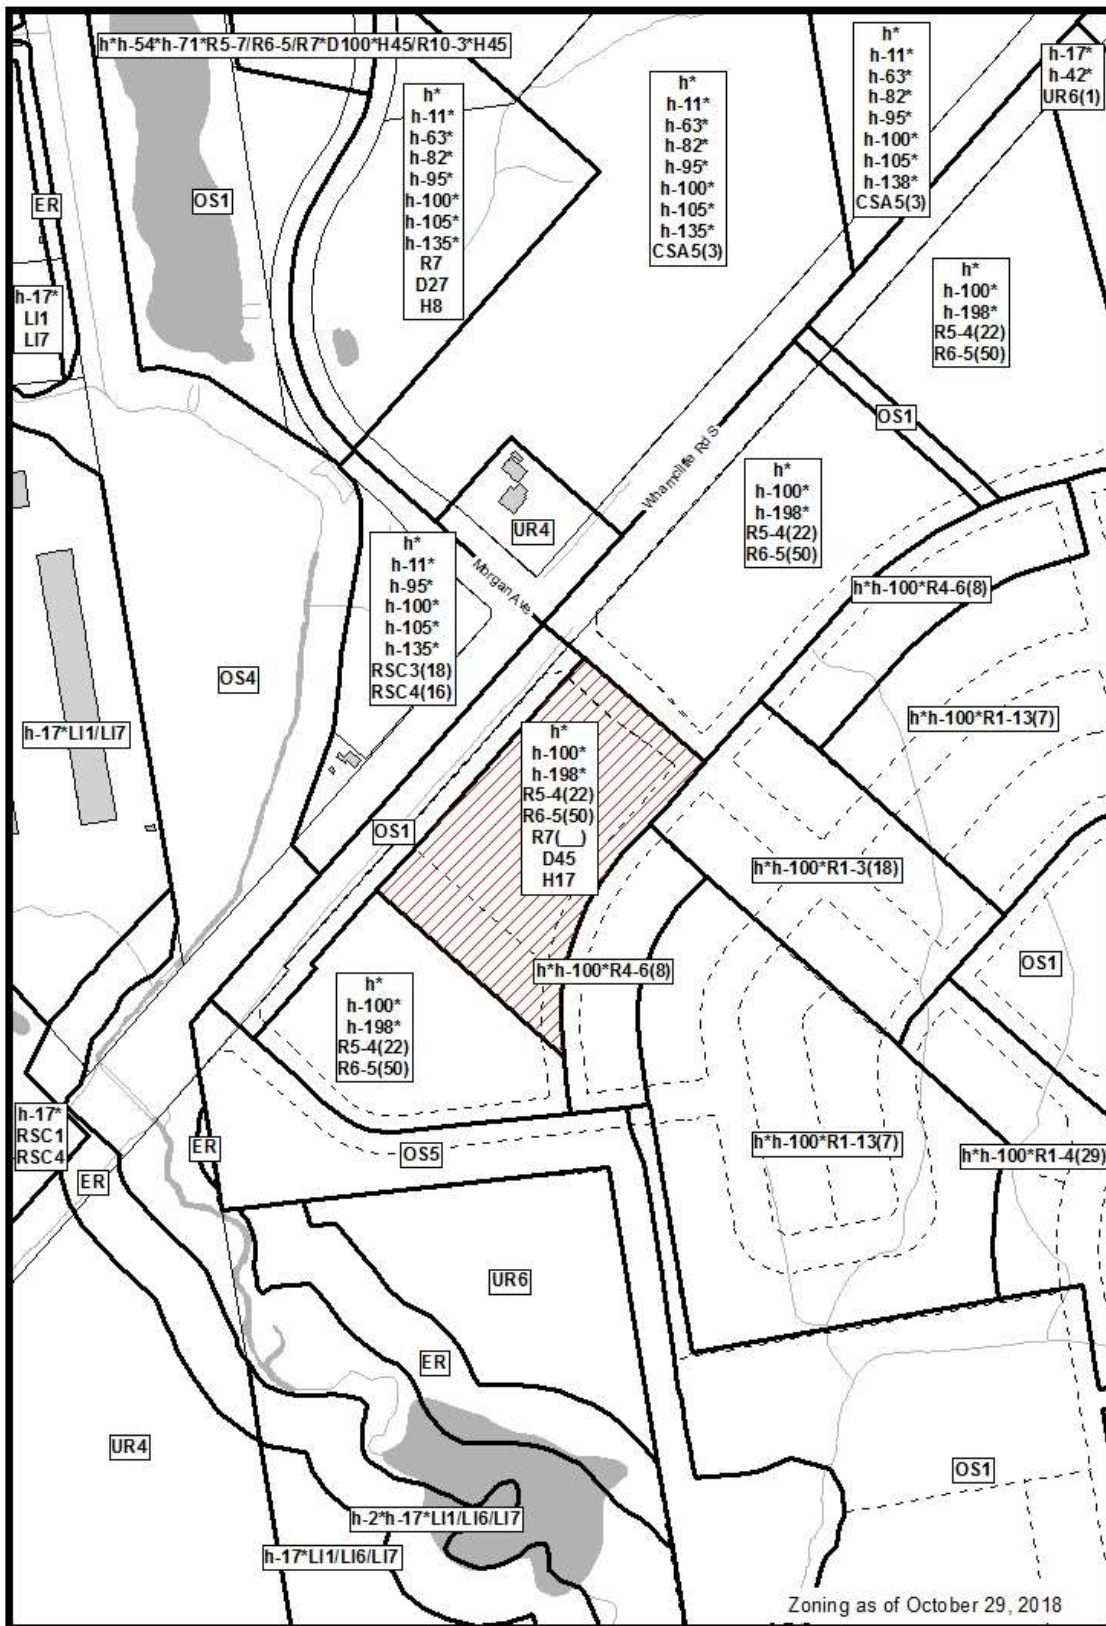 h*h-54*h-71*R5-7/R6-5/R7*D100*H45/R10-3*H45
h*
h-11*
h-63*
h-82*
h-95*
h-100*
h-105*
h-135*
R7
D27
H8
h*
h-11*
h-63*
h-82*
h-95*
h-100*
h-105*
h-135*
CSA5(3)
h*
h-11*
h-63*
h-82*
h-95*
h-100*
h-105*
h-138*
CSA5(3)
h-17*
h-42*
UR6(1)
ER
OS1
h-17*
LI1
LI7
h*
h-100*
h-198*
R5-4(22)
R6-5(50)
OS1
Wharncliffe Rd S
h*
h-100*
h-198*
R5-4(22)
R6-5(50)
UR4
Morgan Ave
h*
h-11*
h-95*
h-100*
h-105*
h-135*
RSC3(18)
RSC4(16)
h*h-100*R4-6(8)
OS4
h-17*LI1/LI7
h*h-100*R1-13(7)
h*
h-100*
h-198*
R5-4(22)
R6-5(50)
R7(__)
D45
H17
OS1
h*h-100*R1-3(18)
OS1
h*h-100*R4-6(8)
h*
h-100*
h-198*
R5-4(22)
R6-5(50)
h-17*
RSC1
RSC4
ER
ER
OS5
h*h-100*R1-13(7)
h*h-100*R1-4(29)
UR6
ER
UR4
OS1
h-2*h-17*LI1/LI6/LI7
h-17*LI1/LI6/LI7
Zoning as of October 29, 2018